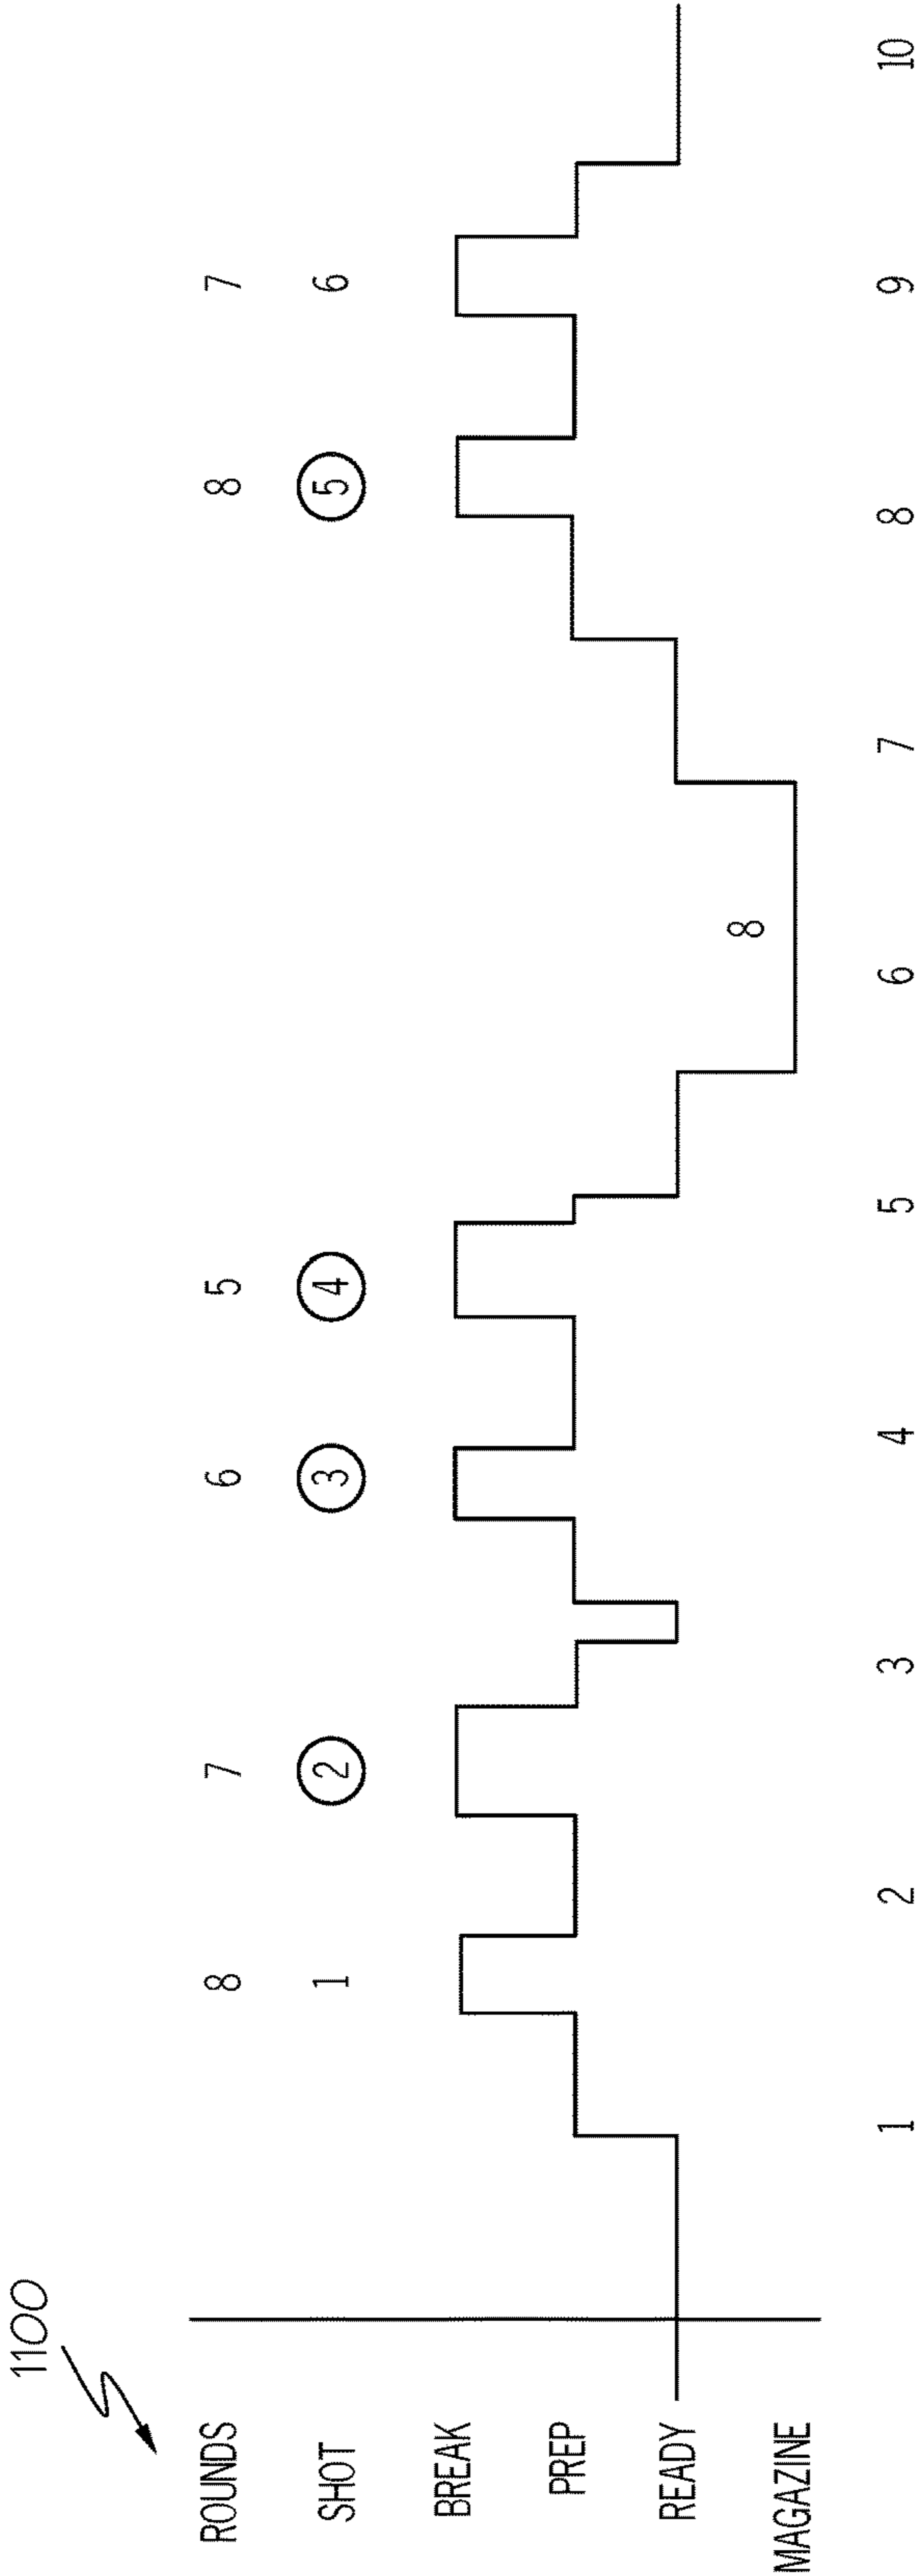 1100
ROUNDS 8 7 6 5 8 7
SHOT 1 2 3 4 5 6
BREAK
PREP
READY
MAGAZINE 8
1 2 3 4 5 6 7 8 9 10